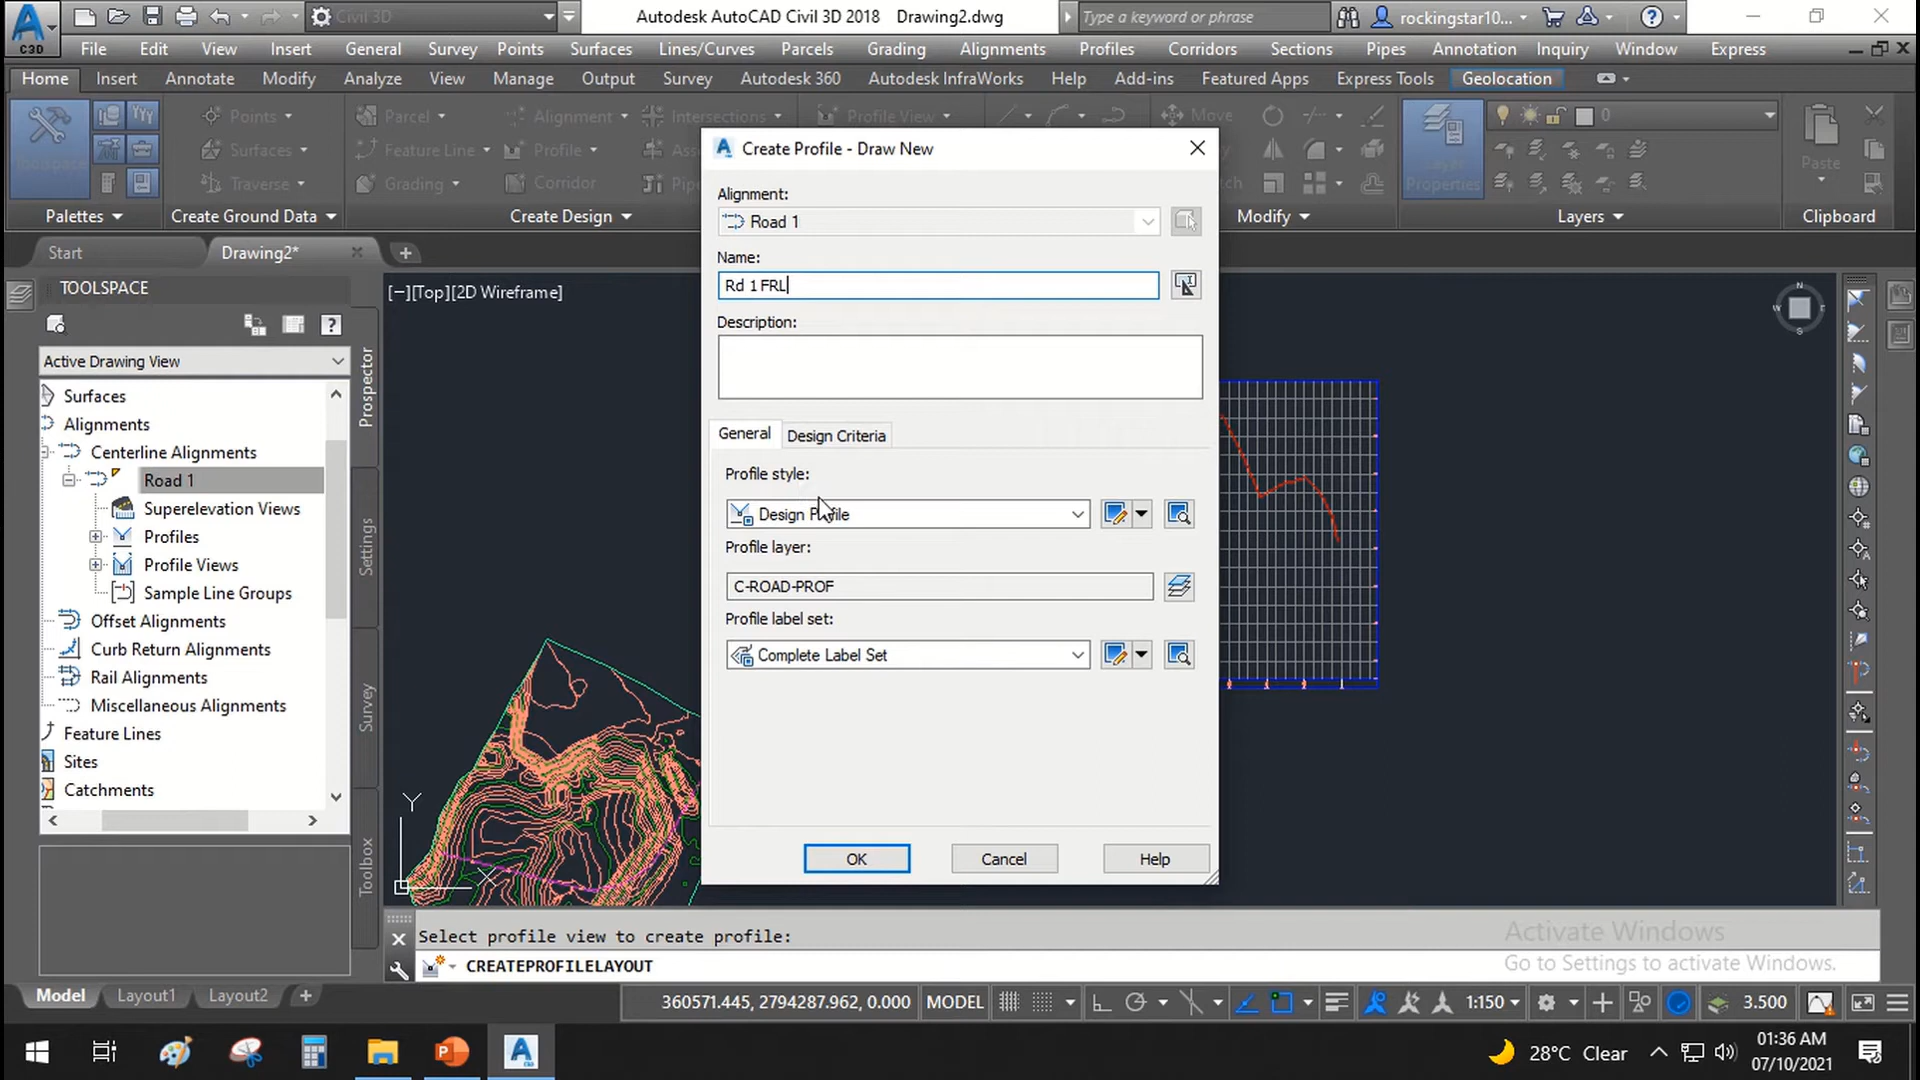 C3D
Civil 3D
Autodesk AutoCAD Civil 3D 2018 Drawing2.dwg
Type a keyword or phrase
rockingstar10...
File Edit View Insert General Survey Points Surfaces Lines/Curves Parcels Grading Alignments Profiles Corridors Sections Pipes Annotation Inquiry Window Express
Home Insert Annotate Modify Analyze View Manage Output Survey Autodesk 360 Autodesk InfraWorks Help Add-ins Featured Apps Express Tools Geolocation
Toolspace
Points
Surfaces
Traverse
Parcel
Feature Line
Grading
Alignment
Profile
Corridor
Intersections
Profile View
Move
Layer
Properties
0
Paste
Palettes
Create Ground Data
Create Design
Modify
Layers
Clipboard
Start
Drawing2*
TOOLSPACE
Active Drawing View
Surfaces
Alignments
Centerline Alignments
Road 1
Superelevation Views
Profiles
Profile Views
Sample Line Groups
Offset Alignments
Curb Return Alignments
Rail Alignments
Miscellaneous Alignments
Feature Lines
Sites
Catchments
Prospector
Settings
Survey
Toolbox
[−][Top][2D Wireframe]
Y
X
N
W
S
Create Profile - Draw New
Alignment:
Road 1
Name:
Rd 1 FRL
Description:
General
Design Criteria
Profile style:
Design Profile
Profile layer:
C-ROAD-PROF
Profile label set:
Complete Label Set
OK
Cancel
Help
Select profile view to create profile:
CREATEPROFILELAYOUT
Activate Windows
Go to Settings to activate Windows.
Model Layout1 Layout2
360571.445, 2794287.962, 0.000 MODEL
1:150
3.500
28°C Clear
01:36 AM
07/10/2021